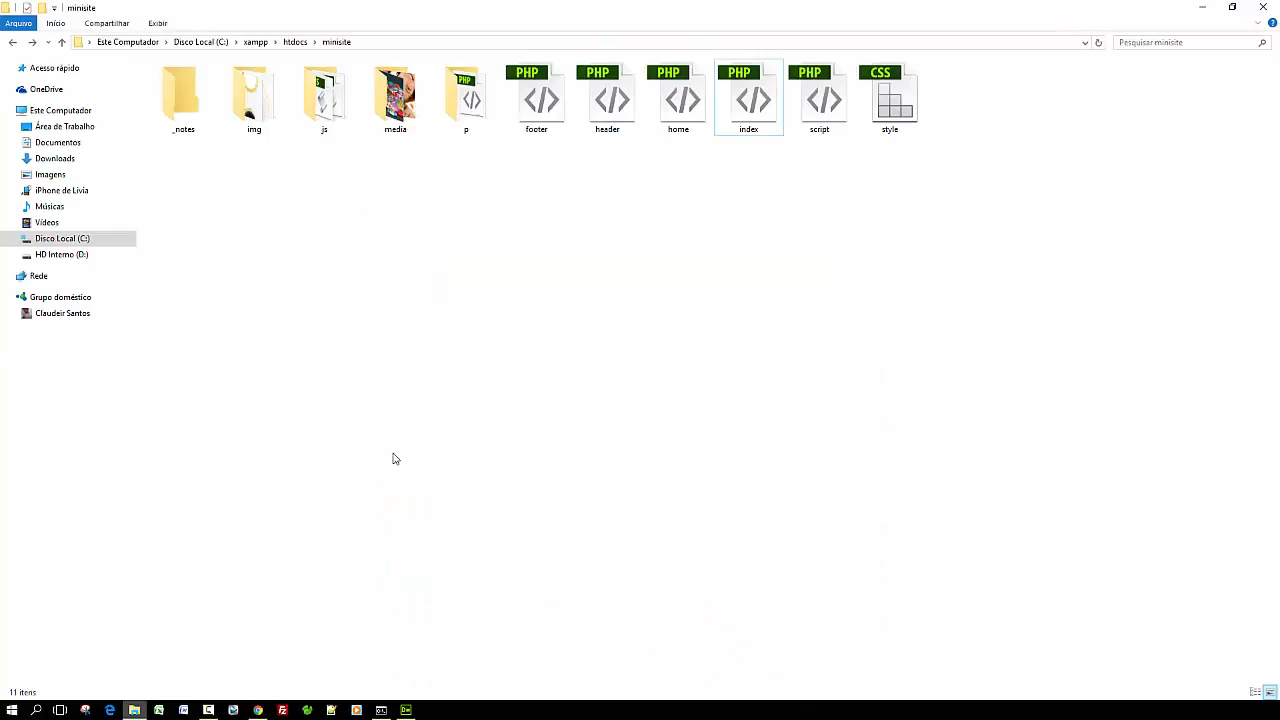 minisite
Arquivo Início Compartilhar Exibir
Este Computador Disco Local (C:) xampp htdocs minisite
Pesquisar minisite
Acesso rápido
OneDrive
Este Computador
Área de Trabalho
Documentos
Downloads
Imagens
iPhone de Livia
Músicas
Vídeos
Disco Local (C:)
HD Interno (D:)
Rede
Grupo doméstico
Claudeir Santos
PHP PHP PHP PHP PHP PHP CSS
_notes img js media p footer header home index script style
11 itens
Dw